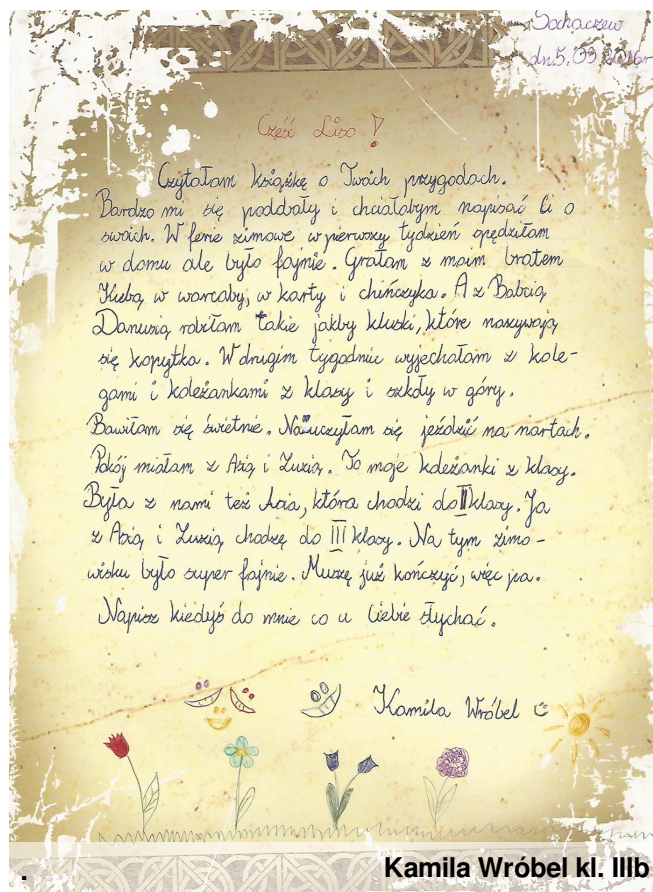 Sochaczew
dn. 5.03.2016r
Cześć Liso !
Czytałam książkę o Twoich przygodach.
Bardzo mi się poddbały i chciałabym napisać Ci o
swoich. W ferie zimowe w pierwszy tydzień spędziłam
w domu ale było fajnie. Grałam z moim bratem
Kubą w warcaby, w karty i chińczyka. A z Babcią
Danusią robiłam takie jakby kluski, które nazywają
się kopytka. W drugim tygodniu wyjechałam z kole-
gami i koleżankami z klasy i szkoły w góry.
Bawiłam się świetnie. Nauczyłam się jeździć na nartach.
Pokój miałam z Asią i Zuzią. To moje koleżanki z klasy.
Była z nami też Asia, która chodzi do II klasy. Ja
z Asią i Zuzią chodzę do III klasy. Na tym zimo-
wisku było super fajnie. Muszę już kończyć, więc pa.
Napisz kiedyś do mnie co u Ciebie słychać.
Kamila Wróbel
. Kamila Wróbel kl. IIIb